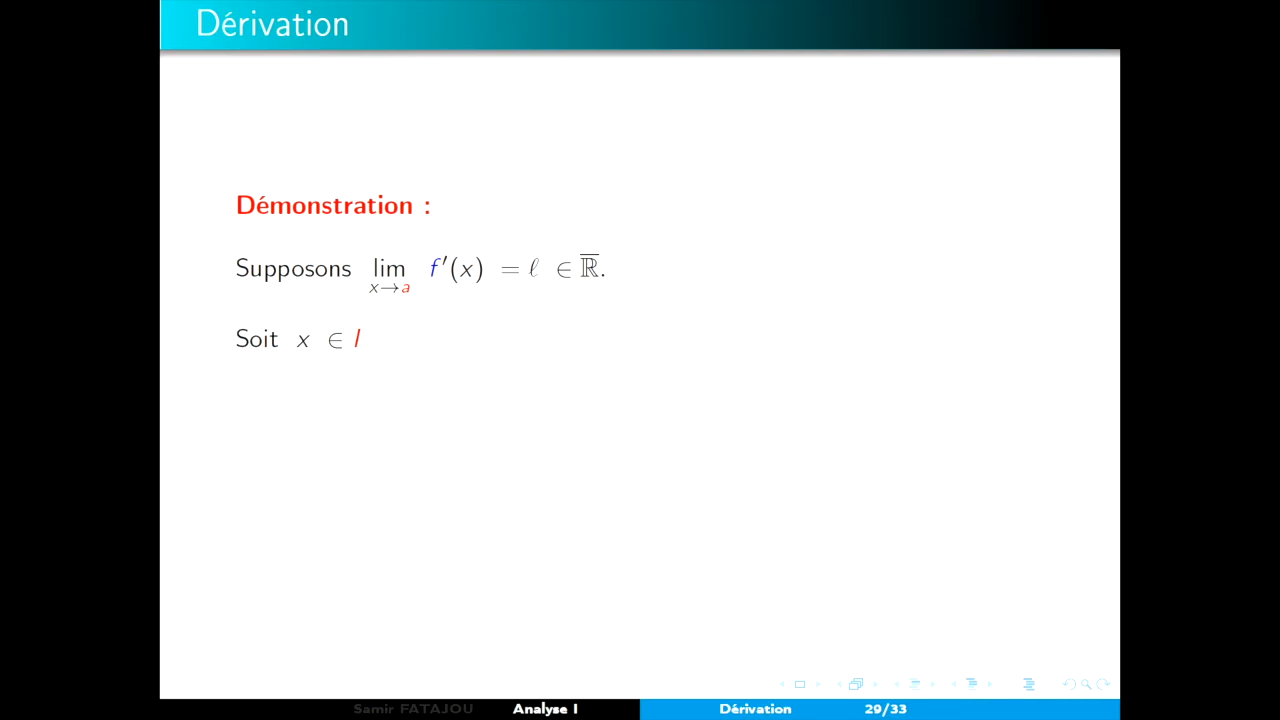 Dérivation
Démonstration :
Supposons lim f′(x) = ℓ ∈ ℝ̅.
x→a
Soit x ∈ I
Samir FATAJOU Analyse I Dérivation 29/33